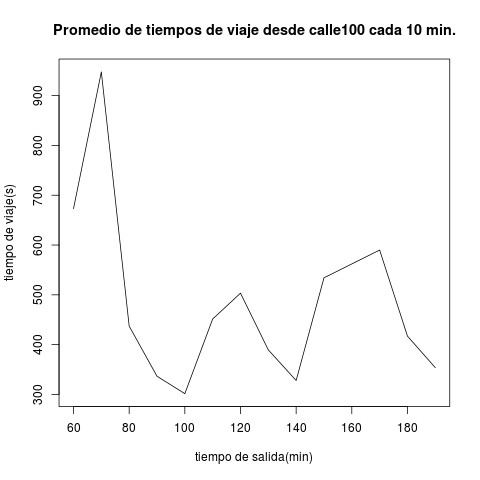 Promedio de tiempos de viaje desde calle100 cada 10 min.
tiempo de viaje(s)
900
800
700
600
500
400
300
60 80 100 120 140 160 180
tiempo de salida(min)